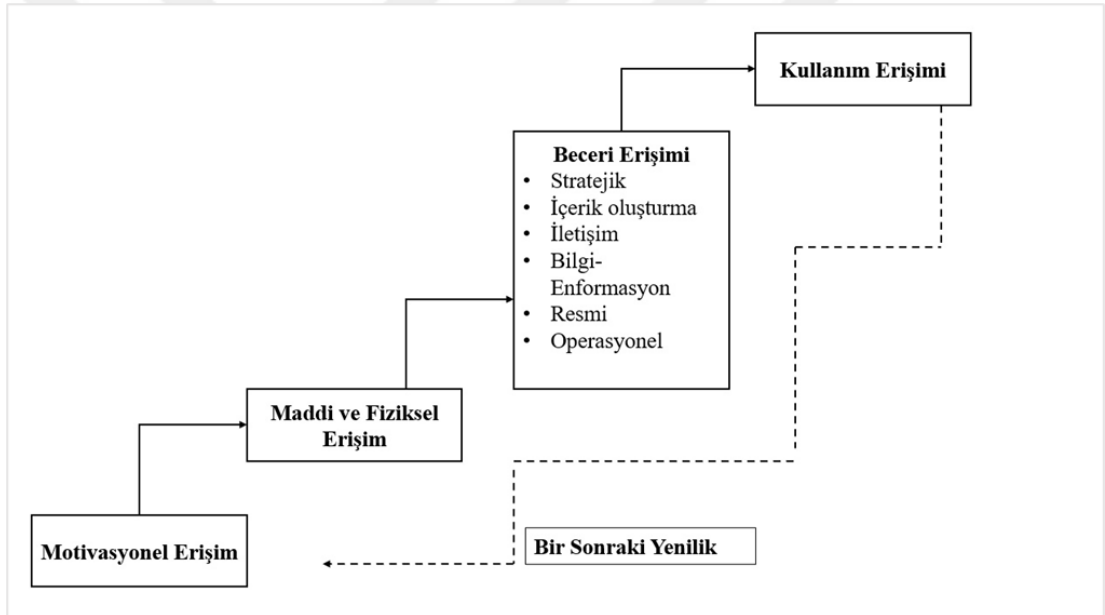 Kullanım Erişimi
Beceri Erişimi
• Stratejik
• İçerik oluşturma
• İletişim
• Bilgi-
Enformasyon
• Resmi
• Operasyonel
Maddi ve Fiziksel
Erişim
Motivasyonel Erişim
Bir Sonraki Yenilik